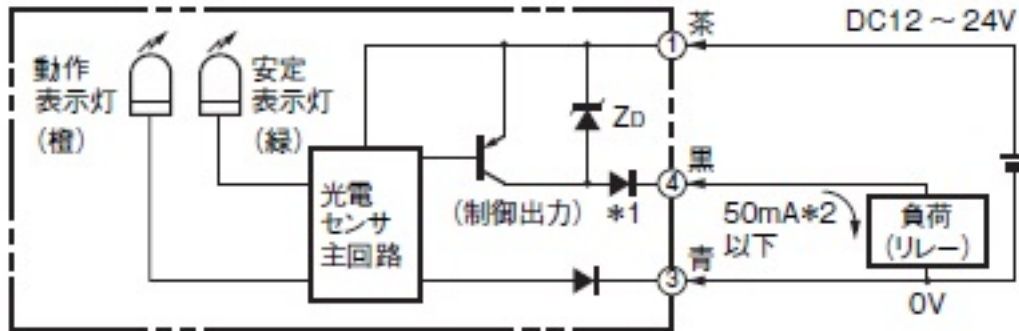 動作
表示灯
(橙)
安定
表示灯
(緑)
光電
センサ
主回路
(制御出力)
ZD
*1
1
茶
DC12 ~ 24V
4
黒
50mA*2
以下
負荷
(リレー)
3
青
0V